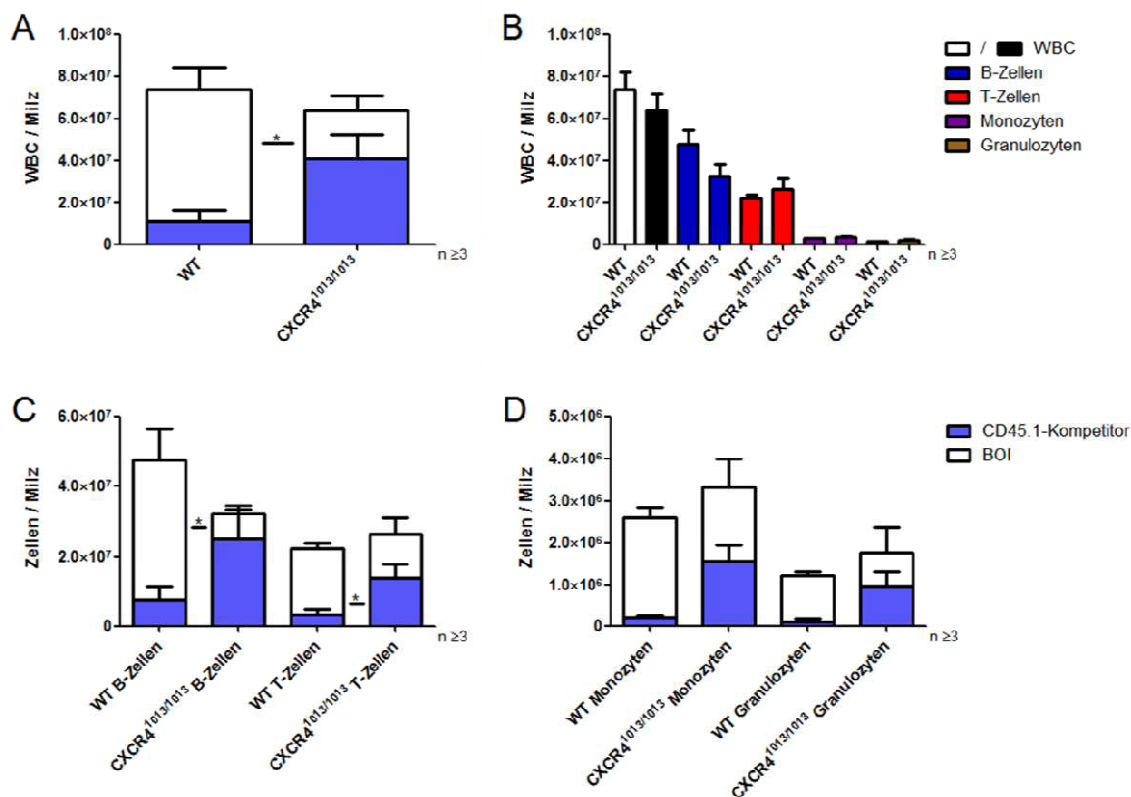 A
WBC / Milz
1.0×10⁸
8.0×10⁷
6.0×10⁷
4.0×10⁷
2.0×10⁷
0
*
WT
CXCR4¹⁰¹³/¹⁰¹³
n ≥3
B
WBC / Milz
1.0×10⁸
8.0×10⁷
6.0×10⁷
4.0×10⁷
2.0×10⁷
0
WT
CXCR4¹⁰¹³/¹⁰¹³
WT
CXCR4¹⁰¹³/¹⁰¹³
WT
CXCR4¹⁰¹³/¹⁰¹³
WT
CXCR4¹⁰¹³/¹⁰¹³
WT
CXCR4¹⁰¹³/¹⁰¹³
n ≥3
/ WBC
B-Zellen
T-Zellen
Monozyten
Granulozyten
C
Zellen / Milz
6.0×10⁷
4.0×10⁷
2.0×10⁷
0
*
*
WT B-Zellen
CXCR4¹⁰¹³/¹⁰¹³ B-Zellen
WT T-Zellen
CXCR4¹⁰¹³/¹⁰¹³ T-Zellen
n ≥3
D
Zellen / Milz
5.0×10⁶
4.0×10⁶
3.0×10⁶
2.0×10⁶
1.0×10⁶
0
WT Monozyten
CXCR4¹⁰¹³/¹⁰¹³ Monozyten
WT Granulozyten
CXCR4¹⁰¹³/¹⁰¹³ Granulozyten
n ≥3
CD45.1-Kompetitor
BOI